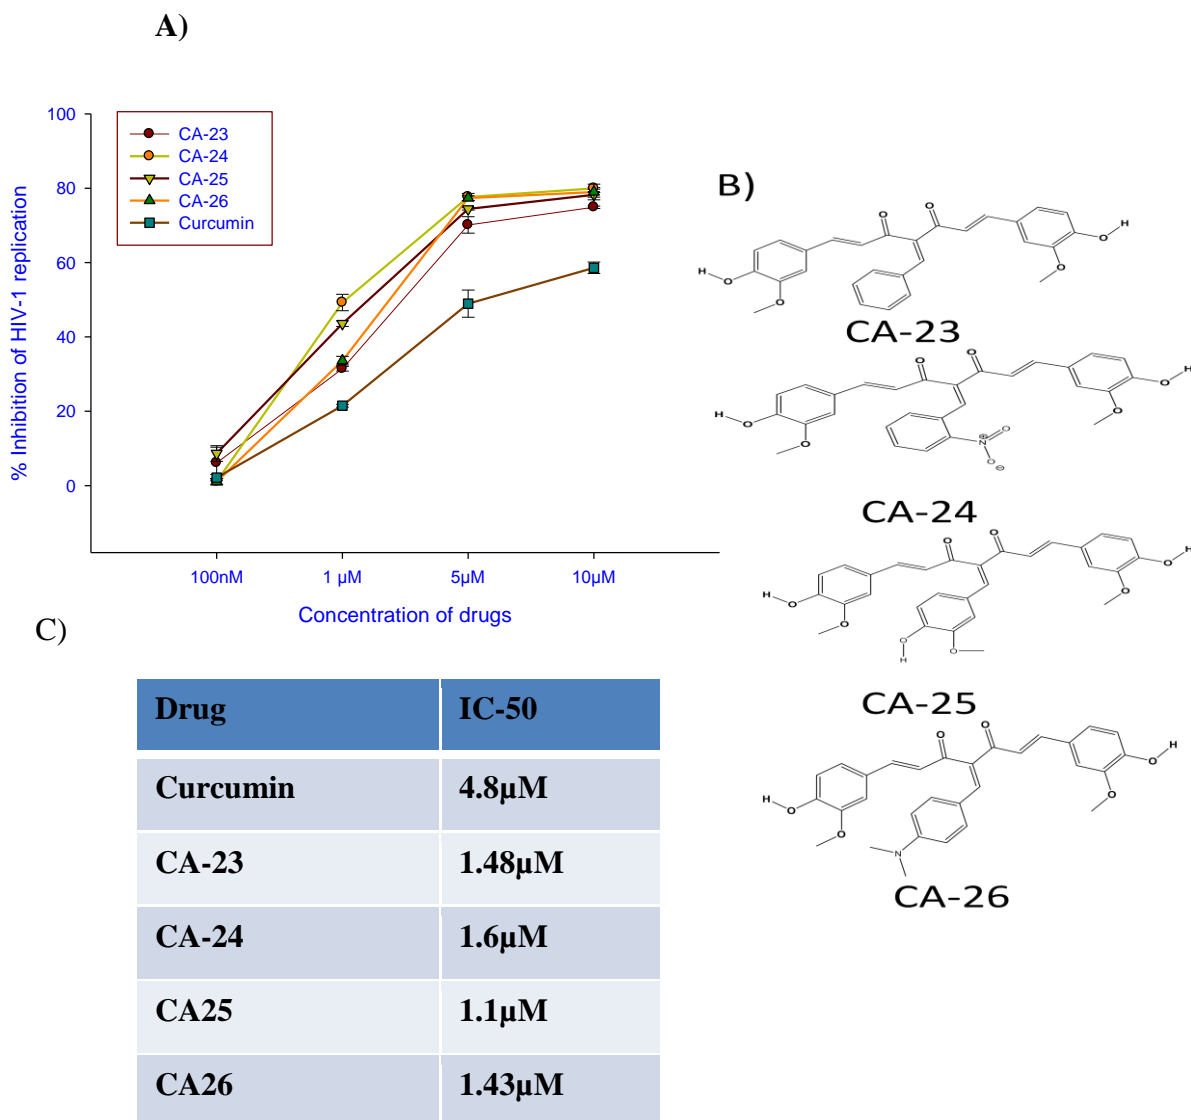 A)
100
80
60
40
20
0
% Inhibition of HIV-1 replication
CA-23
CA-24
CA-25
CA-26
Curcumin
100nM 1 µM 5µM 10µM
Concentration of drugs
B)
O O H O O H O O
CA-23
O O H O O H O O N⊕ O O ⊖
CA-24
O O H O O H O O O H O
CA-25
O O H O O H O O N
CA-26
C)
Drug IC-50
Curcumin 4.8µM
CA-23 1.48µM
CA-24 1.6µM
CA25 1.1µM
CA26 1.43µM